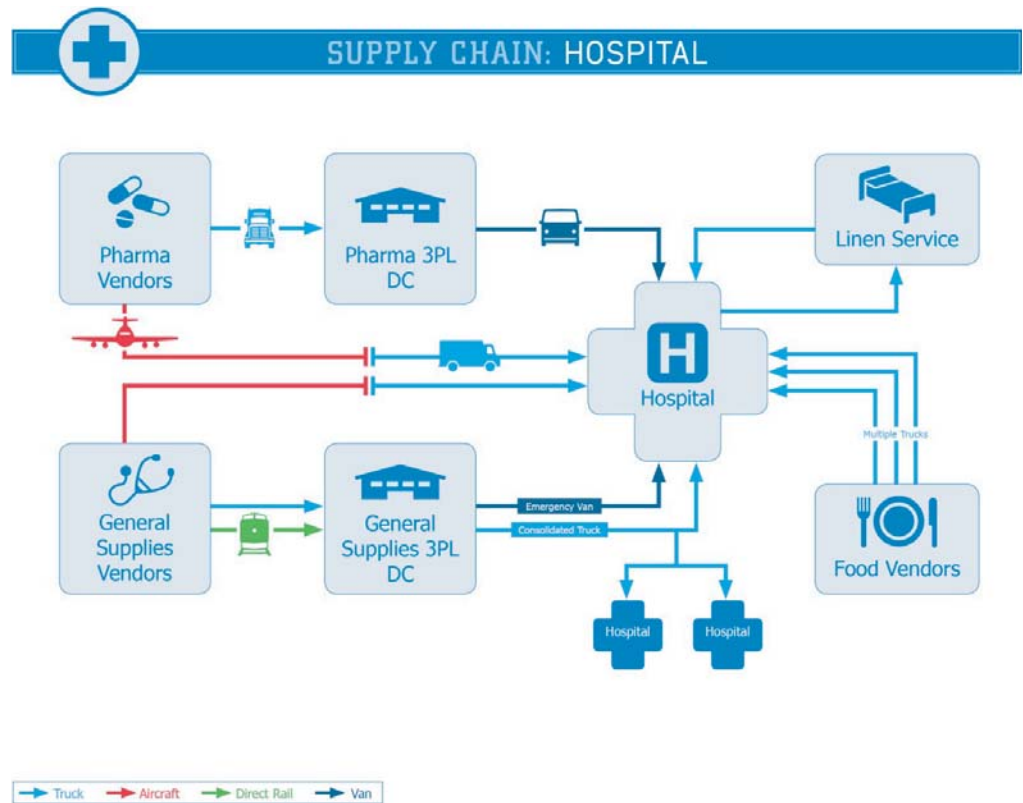 SUPPLY CHAIN: HOSPITAL
Pharma
Vendors
Pharma 3PL
DC
Linen Service
H
Hospital
Multiple Trucks
General
Supplies
Vendors
General
Supplies 3PL
DC
Emergency Van
Consolidated Truck
Food Vendors
Hospital
Hospital
Truck
Aircraft
Direct Rail
Van